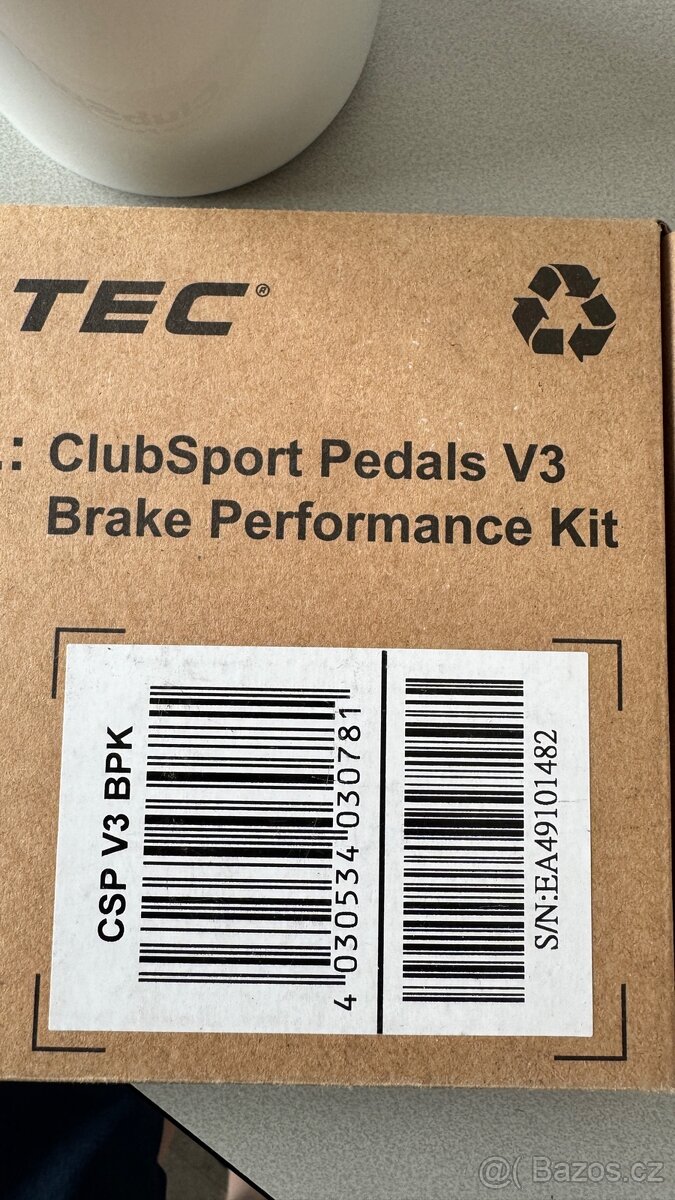 TEC®
.: ClubSport Pedals V3
Brake Performance Kit
CSP V3 BPK
4 030534 030781
S/N:EA49101482
@( Bazos.cz